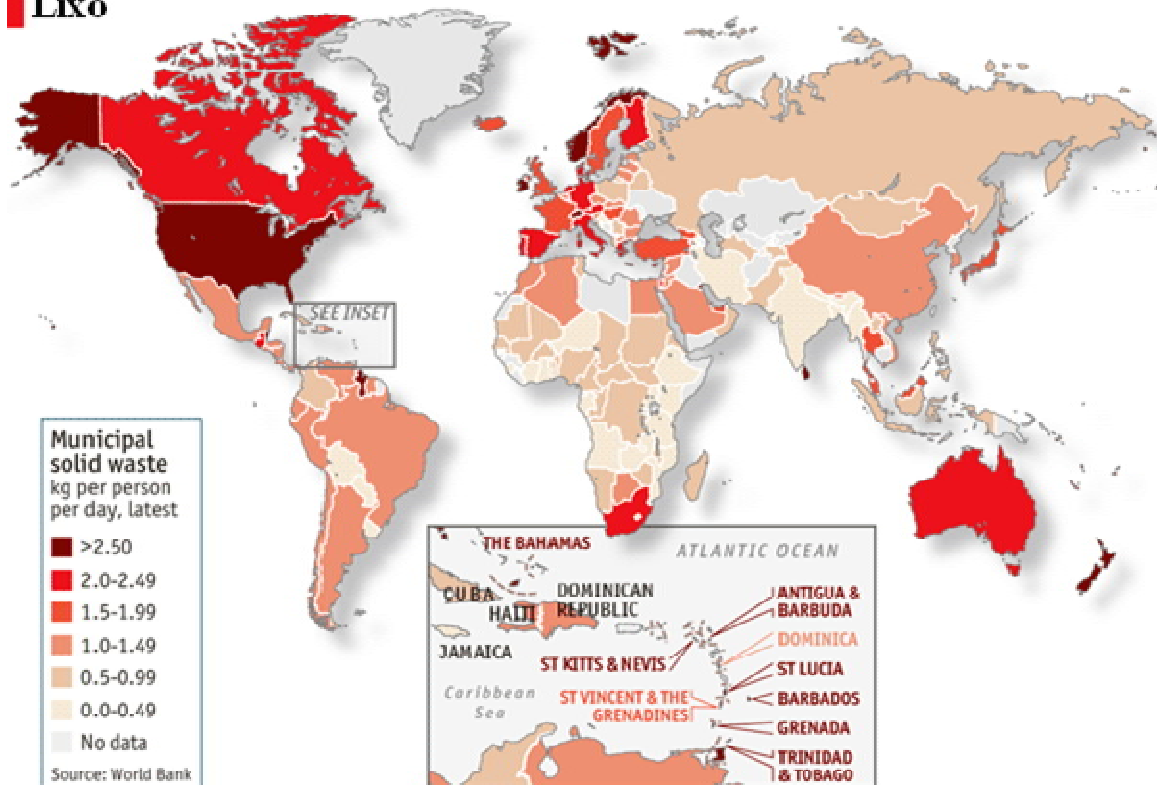 Lixo
SEE INSET
Municipal
solid waste
kg per person
per day, latest
>2.50
2.0-2.49
1.5-1.99
1.0-1.49
0.5-0.99
0.0-0.49
No data
Source: World Bank
THE BAHAMAS
ATLANTIC OCEAN
CUBA
HAITI
DOMINICAN
REPUBLIC
JAMAICA
ANTIGUA &
BARBUDA
DOMINICA
ST KITTS & NEVIS
ST LUCIA
Caribbean
Sea
ST VINCENT & THE
GRENADINES
BARBADOS
GRENADA
TRINIDAD
& TOBAGO